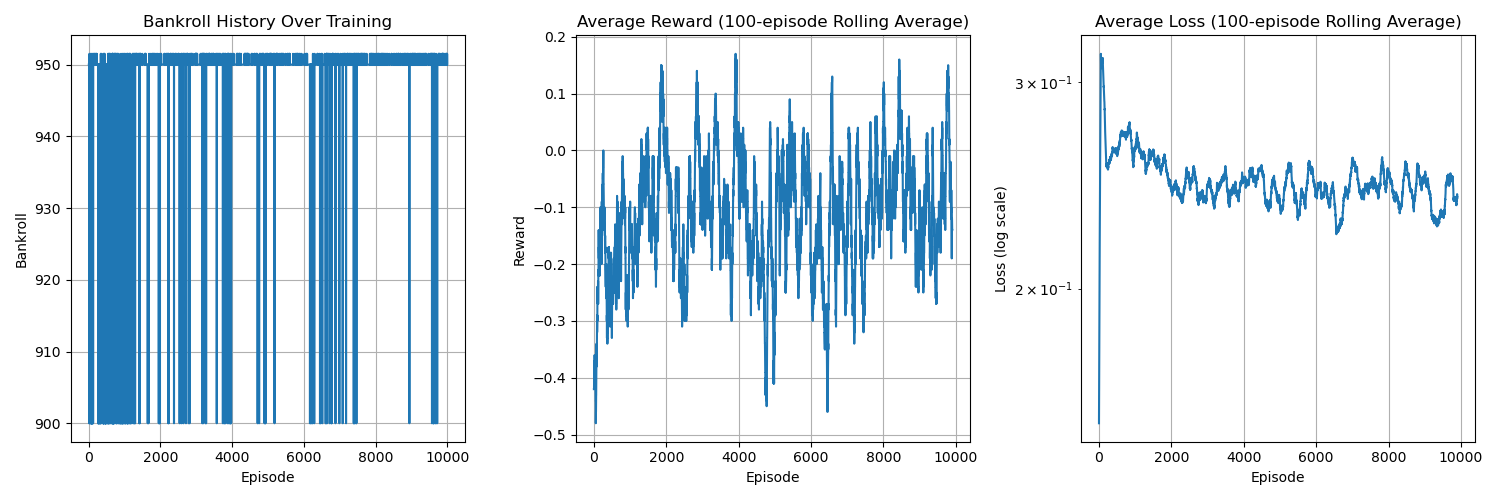 Bankroll History Over Training
950
940
930
920
910
900
Bankroll
0 2000 4000 6000 8000 10000
Episode
Average Reward (100-episode Rolling Average)
0.2
0.1
0.0
−0.1
−0.2
−0.3
−0.4
−0.5
Reward
0 2000 4000 6000 8000 10000
Episode
Average Loss (100-episode Rolling Average)
3 × 10⁻¹
2 × 10⁻¹
Loss (log scale)
0 2000 4000 6000 8000 10000
Episode